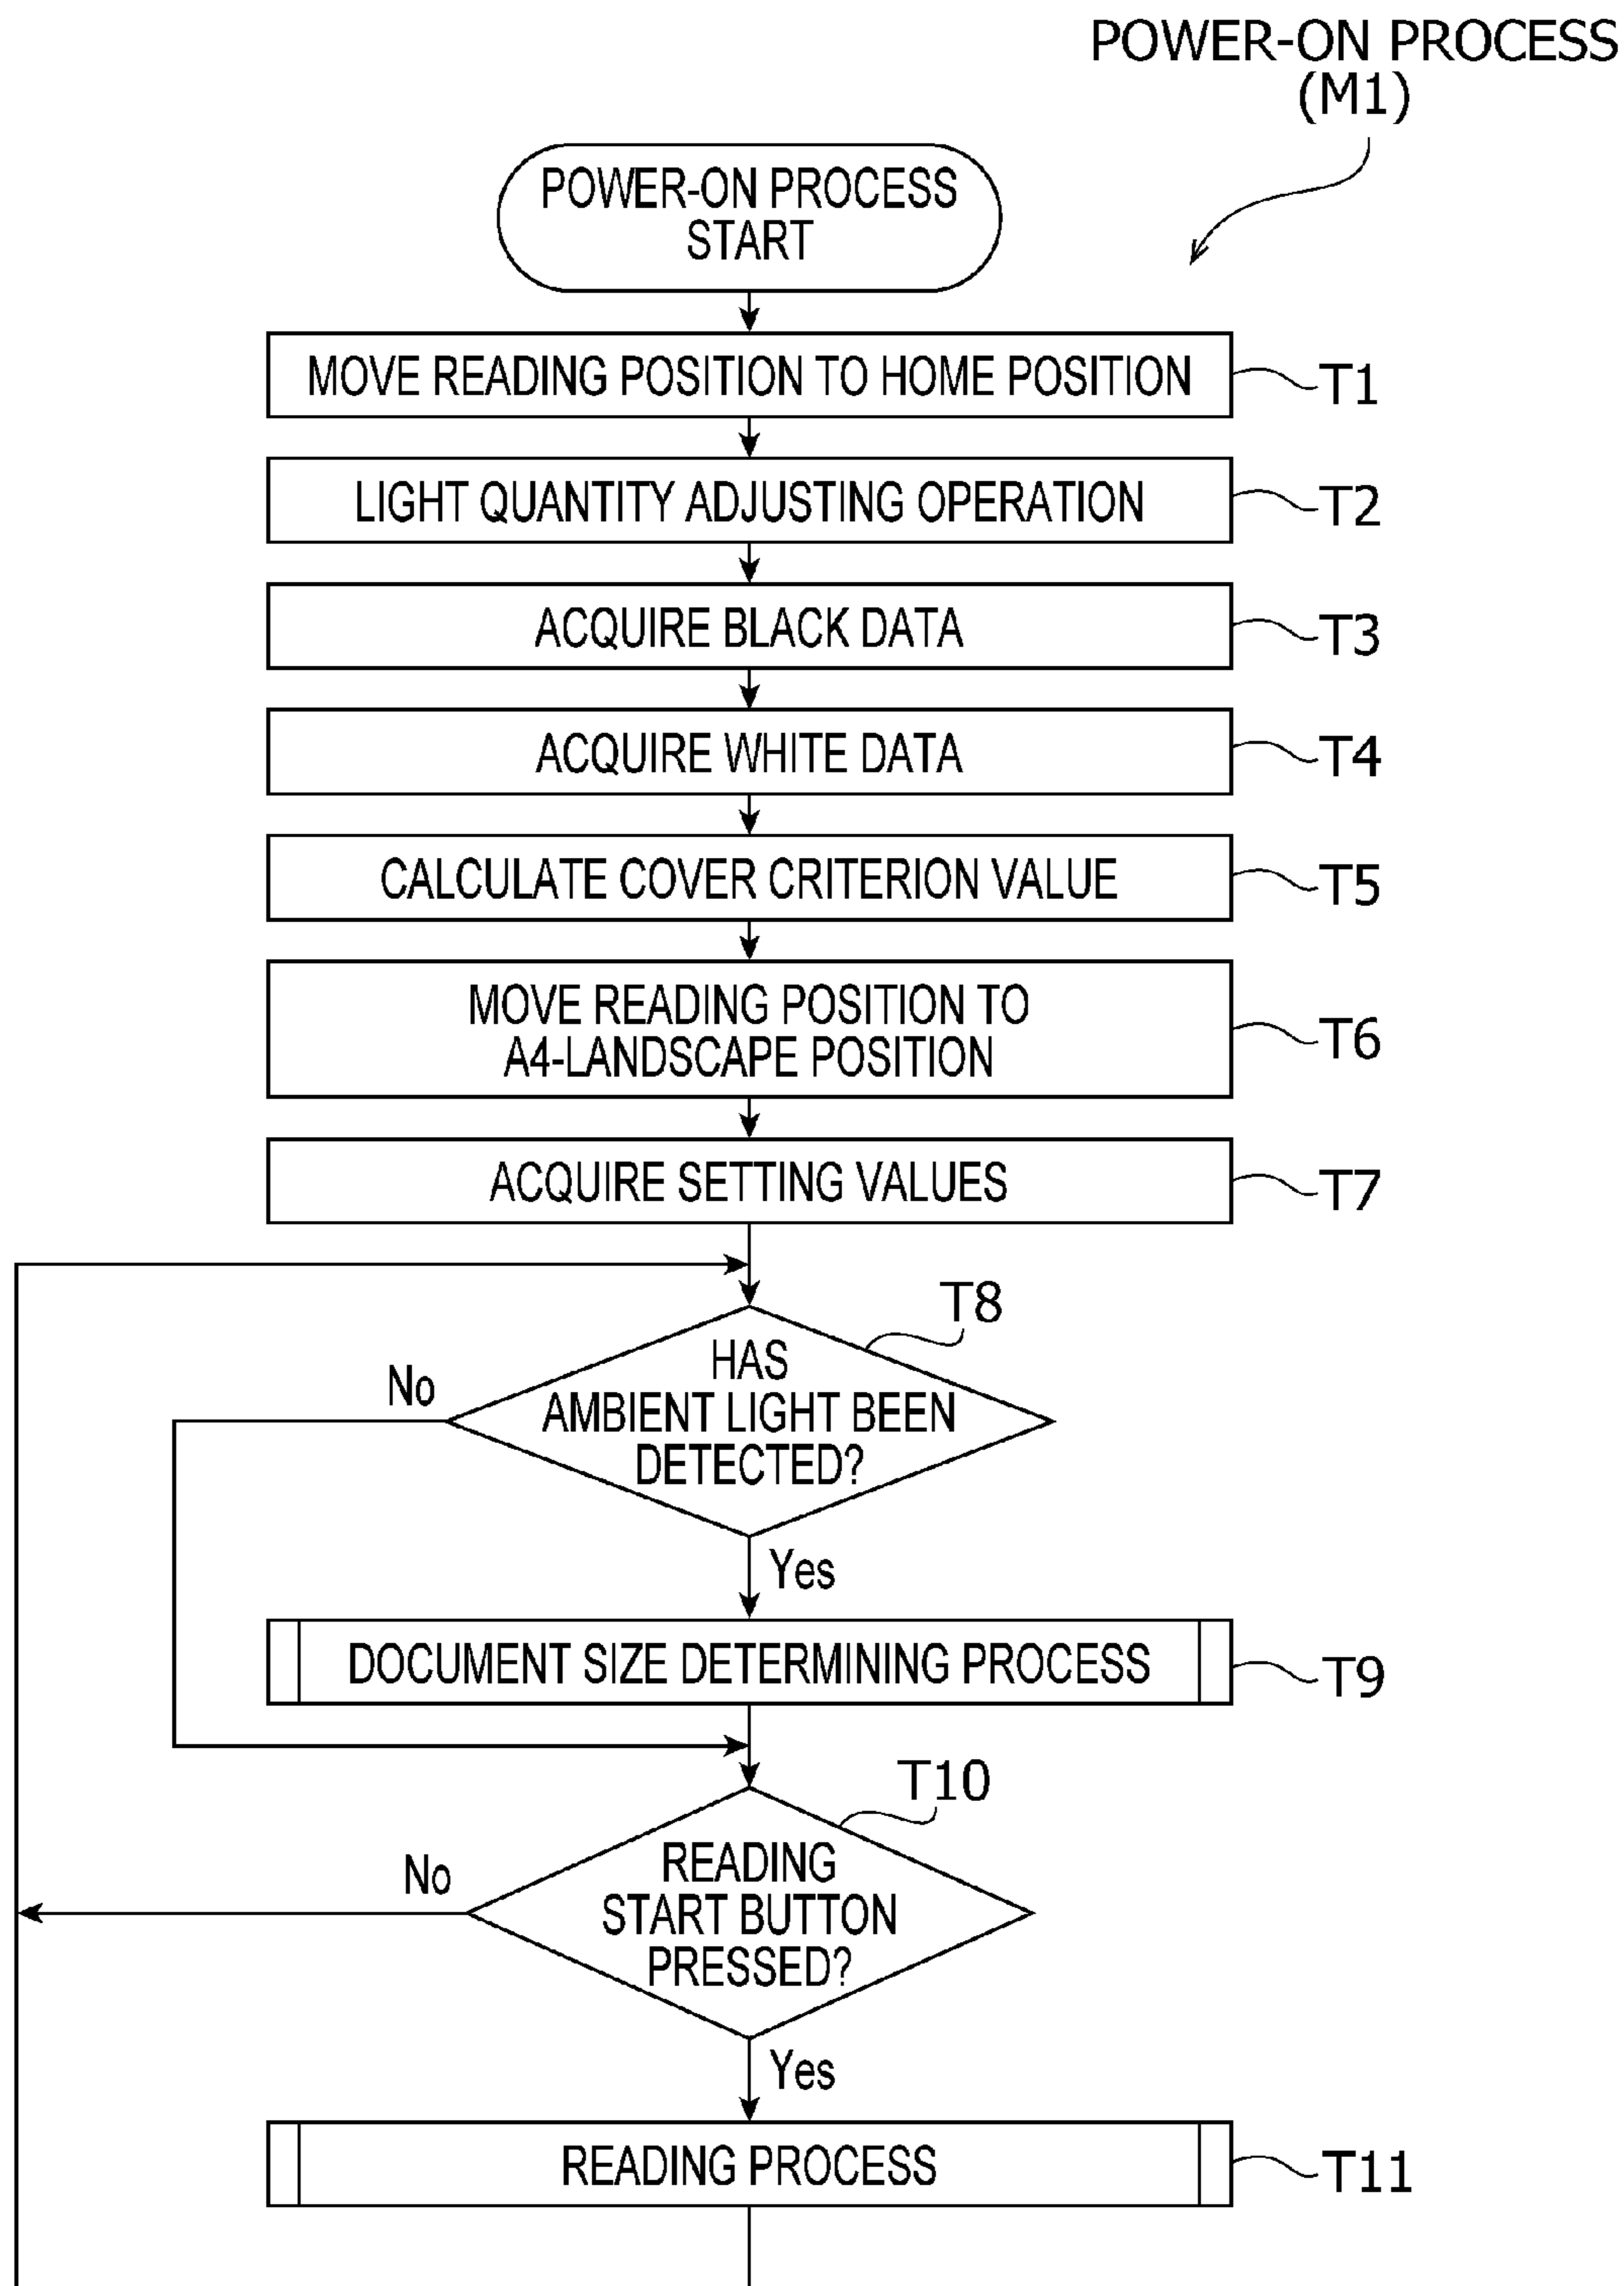 POWER-ON PROCESS
(M1)
POWER-ON PROCESS
START
MOVE READING POSITION TO HOME POSITION
T1
LIGHT QUANTITY ADJUSTING OPERATION
T2
ACQUIRE BLACK DATA
T3
ACQUIRE WHITE DATA
T4
CALCULATE COVER CRITERION VALUE
T5
MOVE READING POSITION TO
A4-LANDSCAPE POSITION
T6
ACQUIRE SETTING VALUES
T7
T8
HAS
AMBIENT LIGHT BEEN
DETECTED?
No
Yes
DOCUMENT SIZE DETERMINING PROCESS
T9
T10
READING
START BUTTON
PRESSED?
No
Yes
READING PROCESS
T11